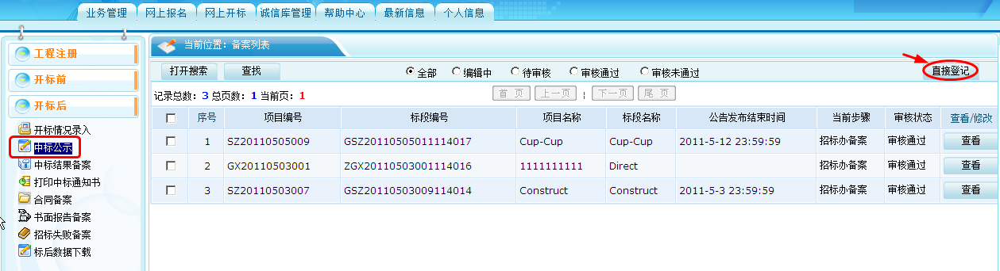 业务管理 网上报名 网上开标 诚信库管理 帮助中心 最新信息 个人信息
工程注册
开标前
开标后
开标情况录入
中标公示
中标结果备案
打印中标通知书
合同备案
书面报告备案
招标失败备案
标后数据下载
当前位置：备案列表
打开搜索 查找 全部 编辑中 待审核 审核通过 审核未通过 直接登记
记录总数：3 总页数：1 当前页：1 首 页 上一页 ¦ 下一页 尾 页
序号 项目编号 标段编号 项目名称 标段名称 公告发布结束时间 当前步骤 审核状态 查看/修改
1 SZ20110505009 GSZ20110505011114017 Cup-Cup Cup-Cup 2011-5-12 23:59:59 招标办备案 审核通过 查看
2 GX20110503001 ZGX20110503001114016 1111111111 Direct 招标办备案 审核通过 查看
3 SZ20110503007 GSZ20110503009114014 Construct Construct 2011-5-3 23:59:59 招标办备案 审核通过 查看